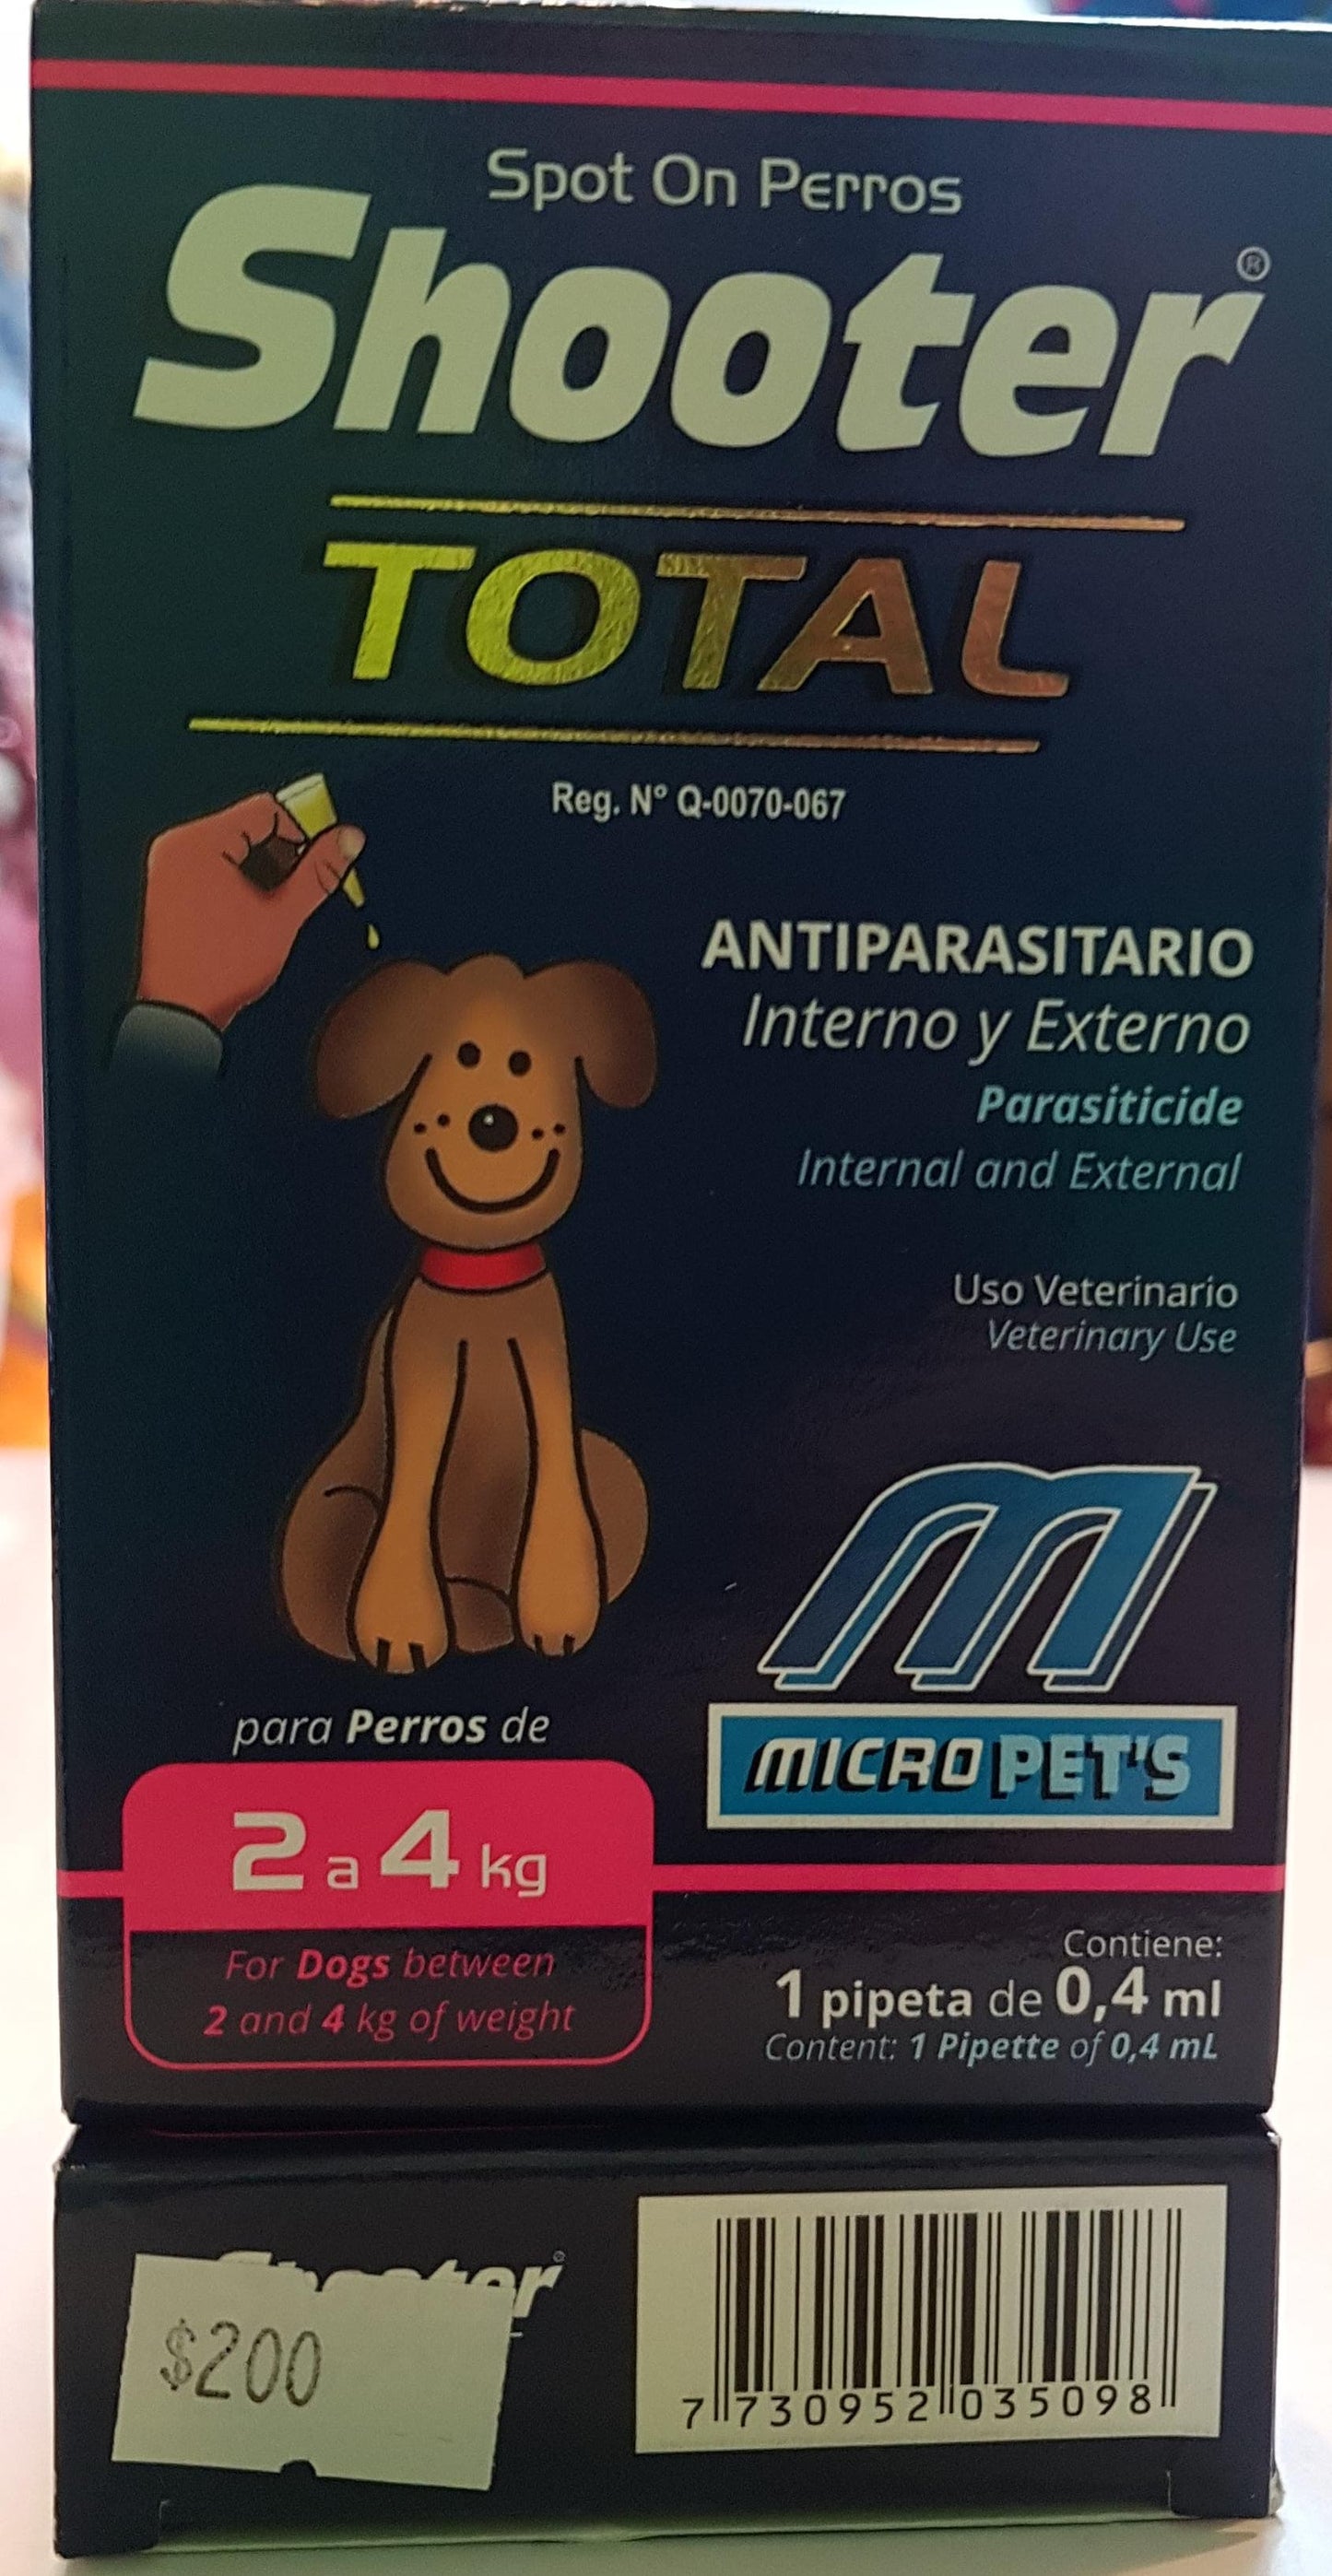 Spot On Perros
Shooter®
TOTAL
Reg. Nº Q-0070-067
ANTIPARASITARIO
Interno y Externo
Parasiticide
Internal and External
Uso Veterinario
Veterinary Use
M
MICRO PET'S
para Perros de
2 a 4 kg
For Dogs between
2 and 4 kg of weight
Contiene:
1 pipeta de 0,4 ml
Content: 1 Pipette of 0,4 mL
Shooter®
$200
7 730952 035098